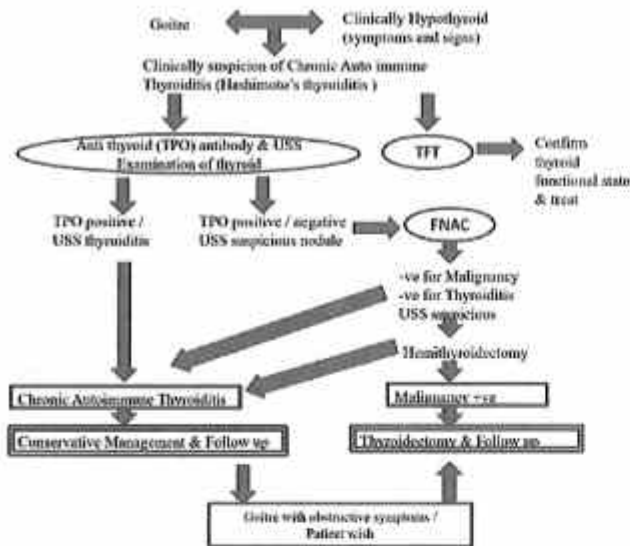 Goitre
Clinically Hypothyroid
(symptoms and signs)
Clinically suspicion of Chronic Auto immune
Thyroiditis (Hashimoto's thyroiditis )
Anti thyroid (TPO) antibody & USS
Examination of thyroid
TFT
Confirm
thyroid
functional state
& treat
TPO positive /
USS thyroiditis
TPO positive / negative
USS suspicious nodule
FNAC
-ve for Malignancy
-ve for Thyroiditis
USS suspicious
Hemithyroidectomy
Chronic Autoimmune Thyroiditis
Malignancy +ve
Conservative Management & Follow up
Thyroidectomy & Follow up
Goitre with obstructive symptoms /
Patient wish